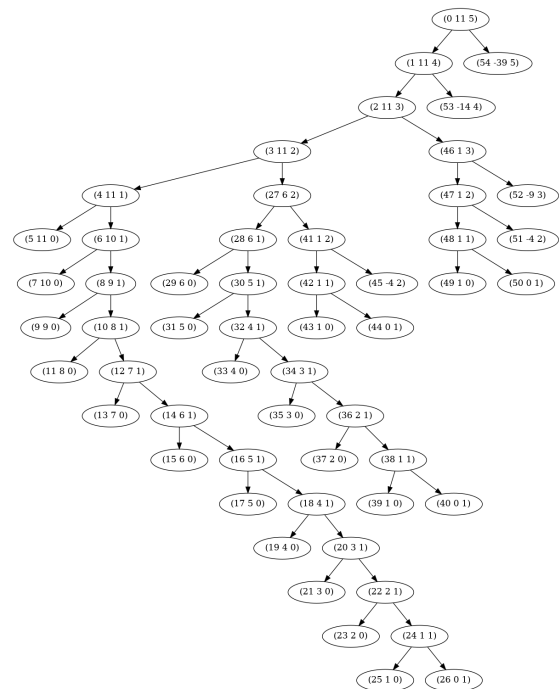 (0 11 5)
(1 11 4) (54 -39 5)
(2 11 3) (53 -14 4)
(3 11 2) (46 1 3)
(4 11 1) (27 6 2) (47 1 2) (52 -9 3)
(5 11 0) (6 10 1) (28 6 1) (41 1 2) (48 1 1) (51 -4 2)
(7 10 0) (8 9 1) (29 6 0) (30 5 1) (42 1 1) (45 -4 2) (49 1 0) (50 0 1)
(9 9 0) (10 8 1) (31 5 0) (32 4 1) (43 1 0) (44 0 1)
(11 8 0) (12 7 1) (33 4 0) (34 3 1)
(13 7 0) (14 6 1) (35 3 0) (36 2 1)
(15 6 0) (16 5 1) (37 2 0) (38 1 1)
(17 5 0) (18 4 1) (39 1 0) (40 0 1)
(19 4 0) (20 3 1)
(21 3 0) (22 2 1)
(23 2 0) (24 1 1)
(25 1 0) (26 0 1)